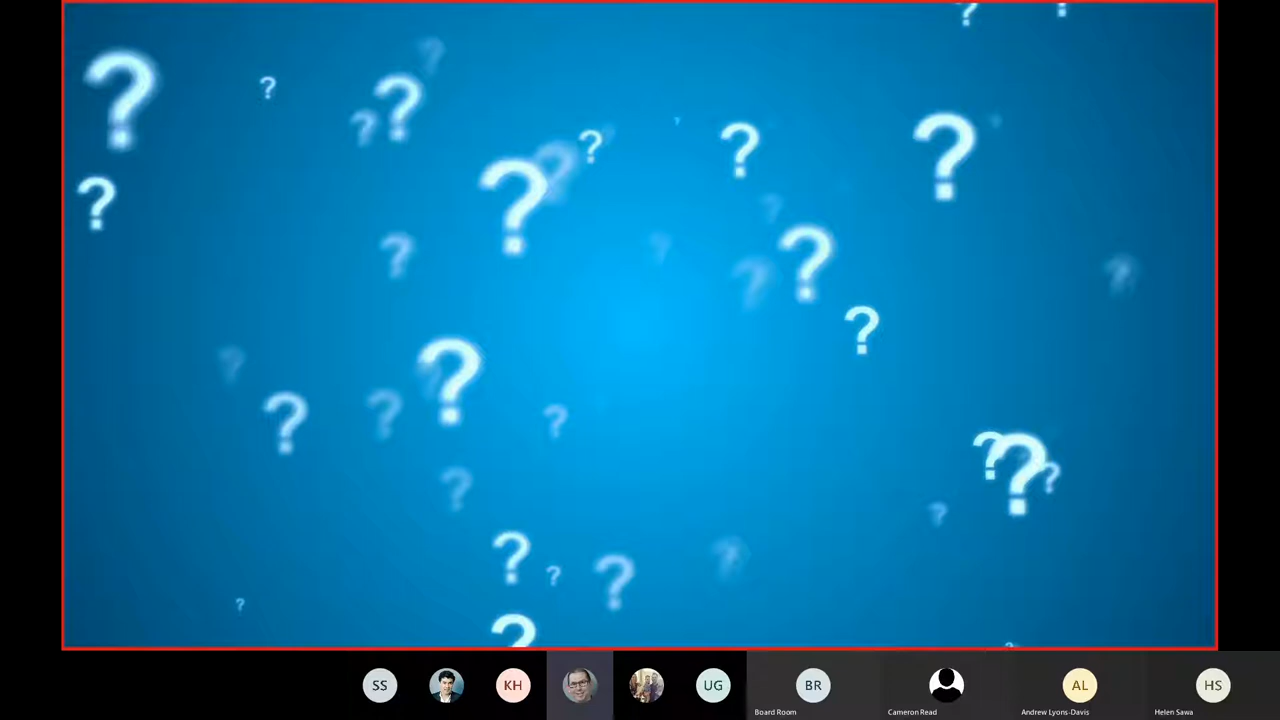 ? ? ? ? ? ? ? ? ? ? ? ? ? ? ? ? ? ? ? ? ? ? ? ? ? ? ? ? ? ? ? ? ? ?
SS KH UG BR AL HS
Board Room Cameron Read Andrew Lyons-Davis Helen Sawa